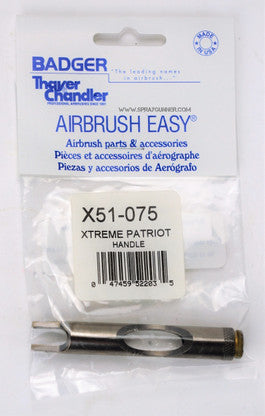 BADGER
"The leading names
in airbrushing."
MADE
IN USA
Thayer
Chandler
PROFESSIONAL AIRBRUSHES SINCE 1891
WWW.SPRAYGUNNER.COM
AIRBRUSH EASY®
Airbrush parts & accessories
Pièces et accessoires d'aérographe
Piezas y accesorios de Aerógrafo
X51-075
XTREME PATRIOT
HANDLE
0 47459 52203 5